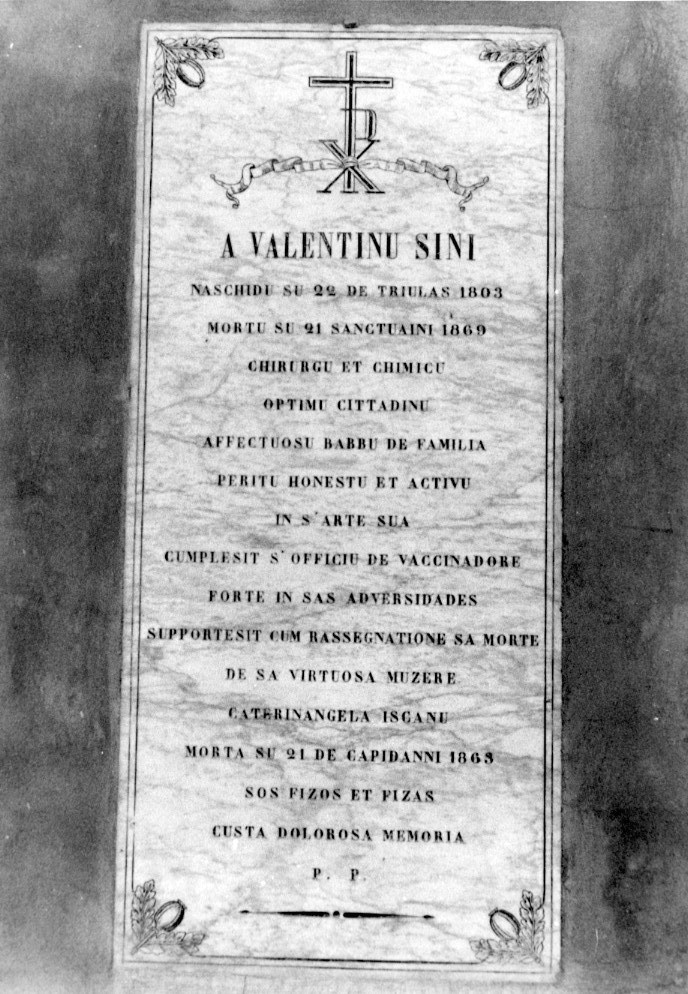 A VALENTINU SINI
NASCHIDU SU 22 DE TRIULAS 1803
MORTU SU 21 SANCTUAINI 1869
CHIRURGU ET CHIMICU
OPTIMU CITTADINU
AFFECTUOSU BABBU DE FAMILIA
PERITU HONESTU ET ACTIVU
IN S'ARTE SUA
CUMPLESIT S'OFFICIU DE VACCINADORE
FORTE IN SAS ADVERSIDADES
SUPPORTESIT CUM RASSEGNATIONE SA MORTE
DE SA VIRTUOSA MUZERE
CATERINANGELA ISCANU
MORTA SU 21 DE CAPIDANNI 1863
SOS FIZOS ET FIZAS
CUSTA DOLOROSA MEMORIA
P. P.